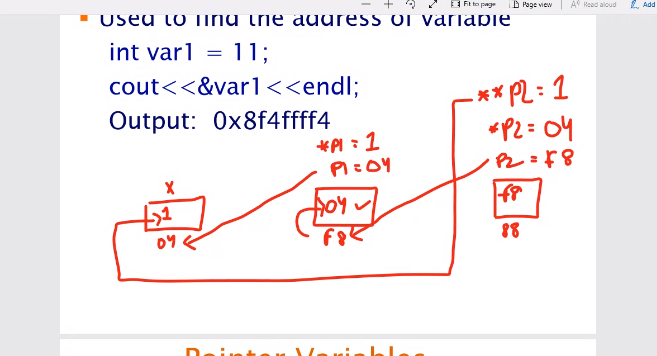 Fit to page
Page view
Read aloud
Add
Used to find the address of variable
int var1 = 11;
cout<<&var1<<endl;
Output: 0x8f4ffff4
**P2 = 1
*P2 = 04
P2 = f8
*P1 = 1
P1 = 04
x
1
04
04
f8
f8
88
Pointer Variables